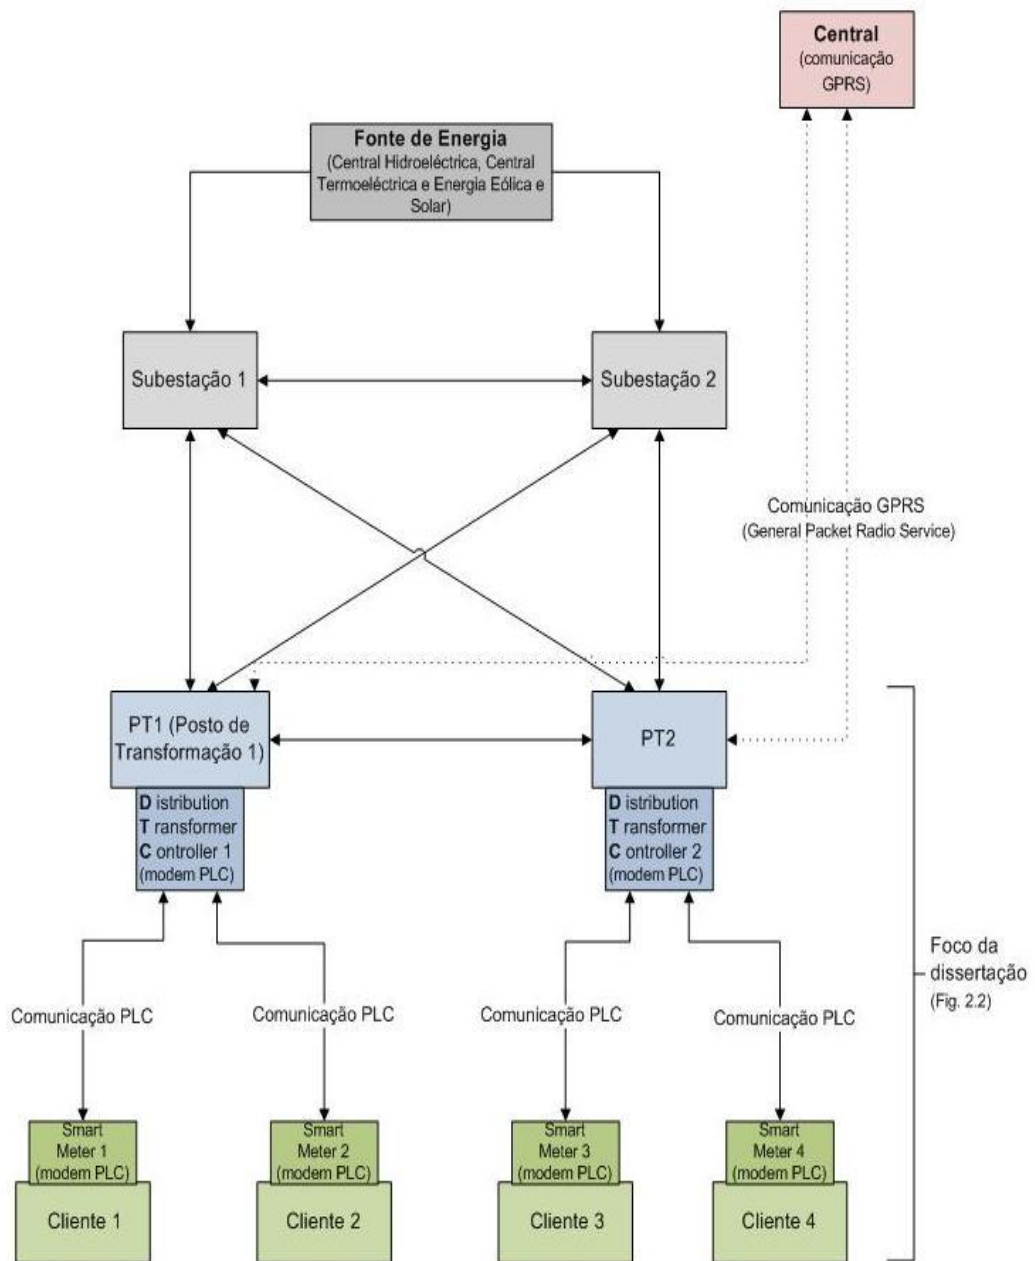 Central
(comunicação
GPRS)
Fonte de Energia
(Central Hidroeléctrica, Central
Termoeléctrica e Energia Eólica e
Solar)
Subestação 1
Subestação 2
Comunicação GPRS
(General Packet Radio Service)
PT1 (Posto de
Transformação 1)
PT2
D istribution
T ransformer
C ontroller 1
(modem PLC)
D istribution
T ransformer
C ontroller 2
(modem PLC)
Foco da
dissertação
(Fig. 2.2)
Comunicação PLC
Comunicação PLC
Comunicação PLC
Comunicação PLC
Smart
Meter 1
(modem PLC)
Smart
Meter 2
(modem PLC)
Smart
Meter 3
(modem PLC)
Smart
Meter 4
(modem PLC)
Cliente 1
Cliente 2
Cliente 3
Cliente 4